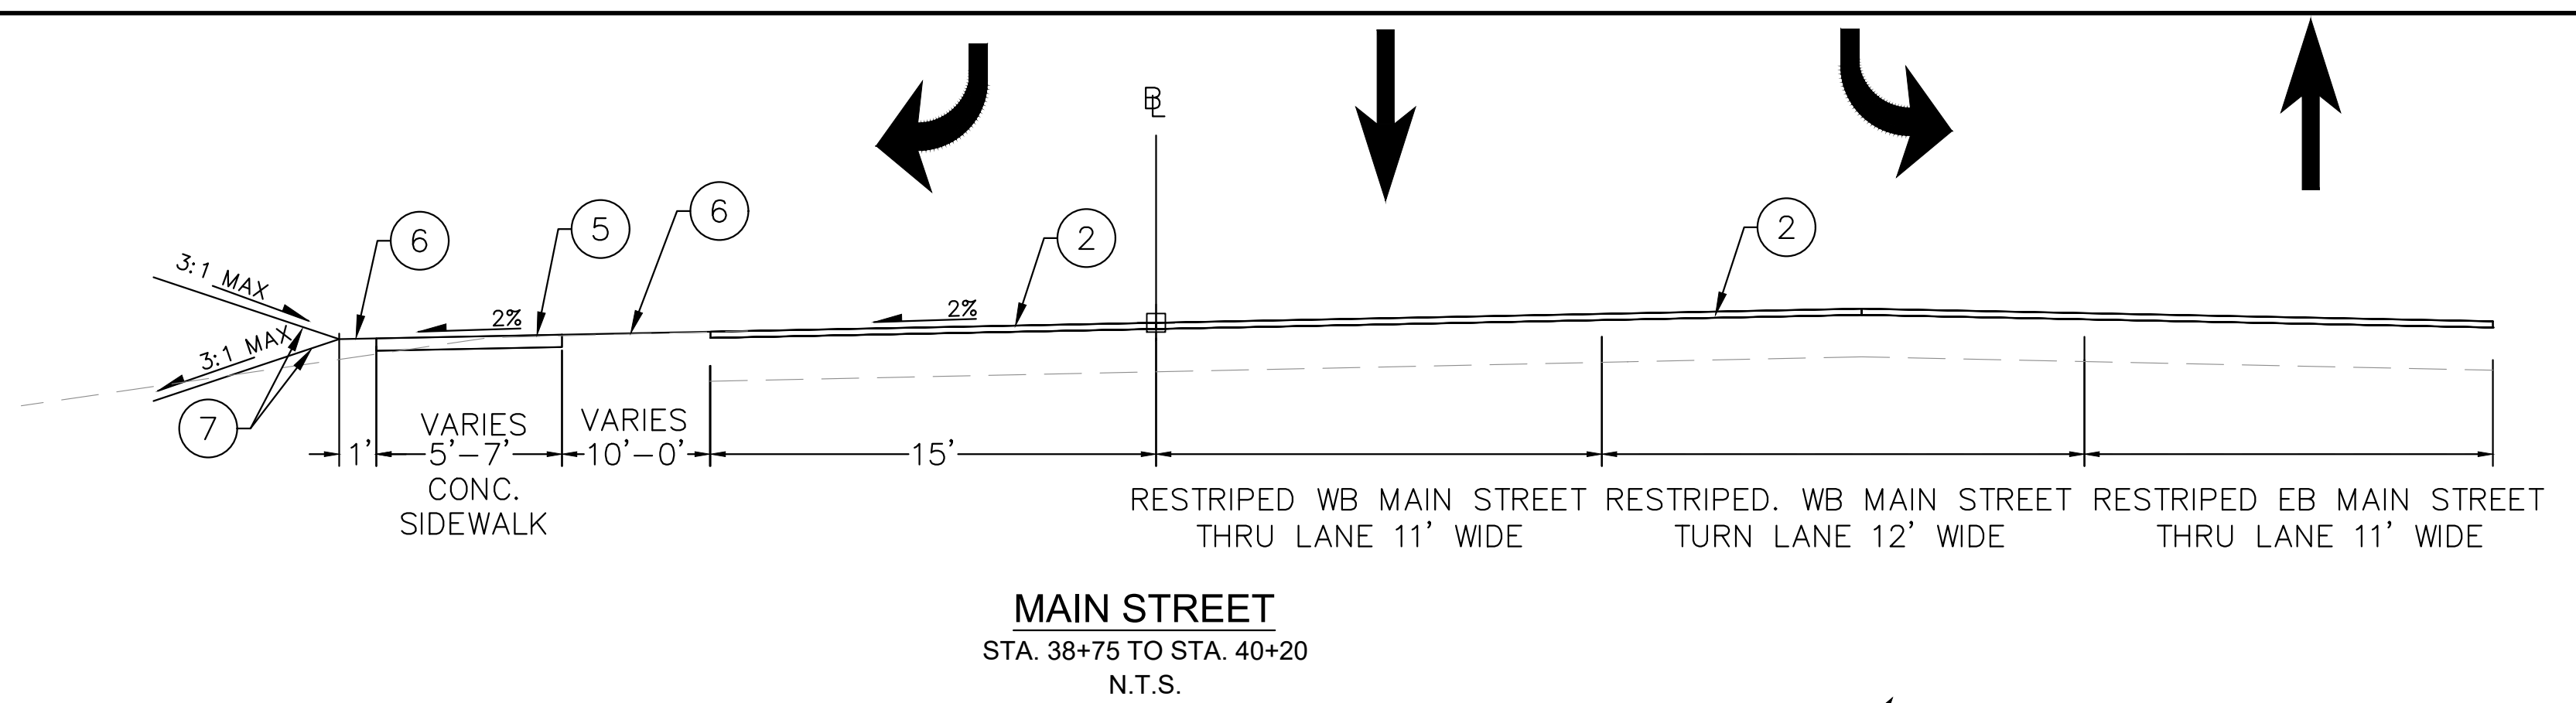 BL
6
5
6
2
2
3:1 MAX
2%
2%
3:1 MAX
7
1'
VARIES
5'-7'
CONC.
SIDEWALK
VARIES
10'-0'
15'
RESTRIPED WB MAIN STREET
THRU LANE 11' WIDE
RESTRIPED. WB MAIN STREET
TURN LANE 12' WIDE
RESTRIPED EB MAIN STREET
THRU LANE 11' WIDE
MAIN STREET
STA. 38+75 TO STA. 40+20
N.T.S.